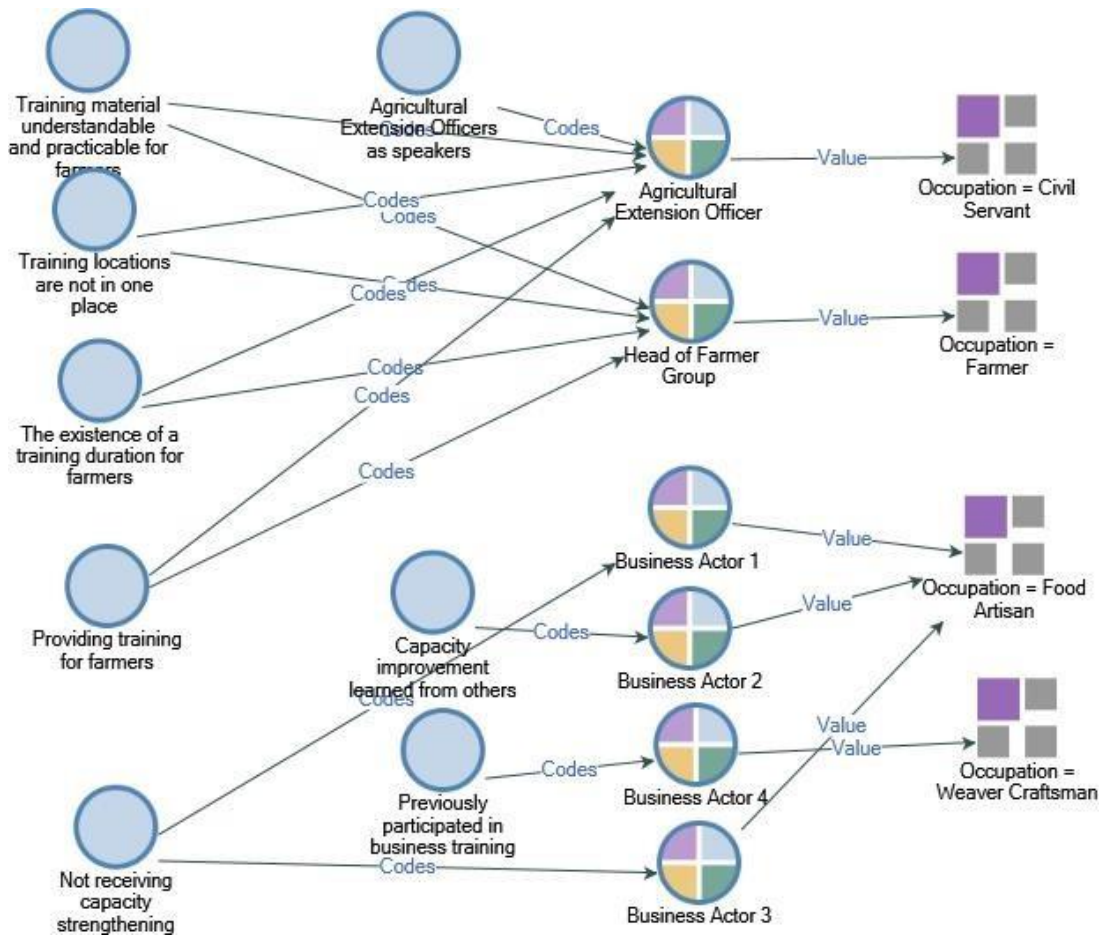 Training material
understandable
and practicable for
farmers
Agricultural
Extension Officers
as speakers
Codes
Codes
Agricultural
Extension Officer
Value
Occupation = Civil
Servant
Training locations
are not in one
place
Codes
Codes
Codes
Codes
Head of Farmer
Group
Value
Occupation =
Farmer
The existence of a
training duration for
farmers
Codes
Codes
Codes
Providing training
for farmers
Business Actor 1
Value
Occupation = Food
Artisan
Capacity
improvement
learned from others
Codes
Business Actor 2
Value
Codes
Previously
participated in
business training
Codes
Business Actor 4
Value
Value
Occupation =
Weaver Craftsman
Not receiving
capacity
strengthening
Codes
Business Actor 3